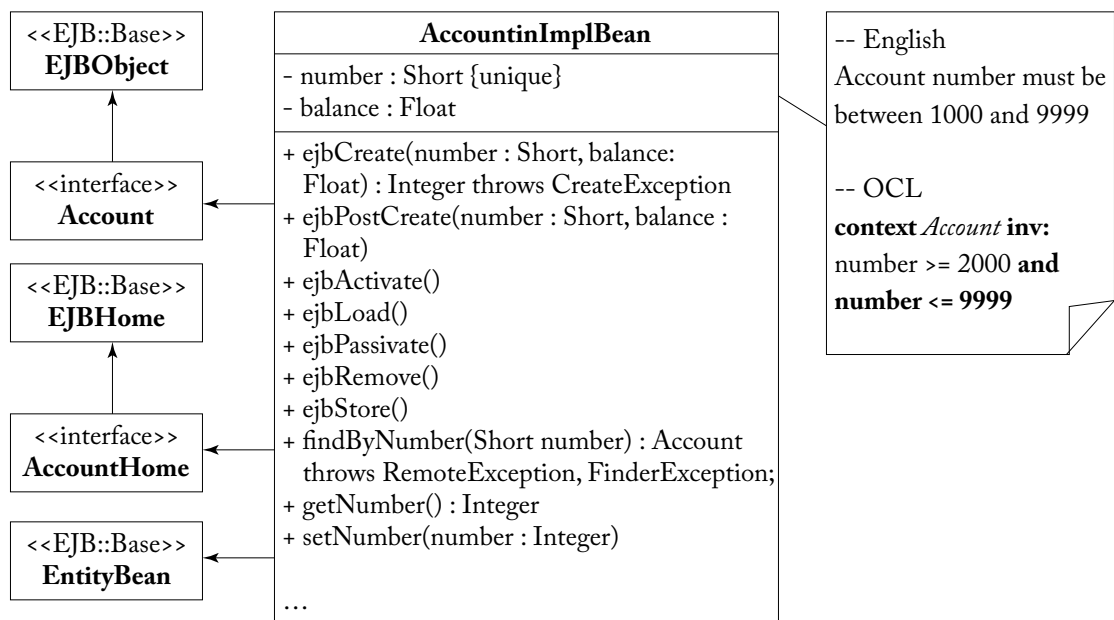 <<EJB::Base>>
EJBObject
<<interface>>
Account
<<EJB::Base>>
EJBHome
<<interface>>
AccountHome
<<EJB::Base>>
EntityBean
AccountinImplBean
- number : Short {unique}
- balance : Float
+ ejbCreate(number : Short, balance:
Float) : Integer throws CreateException
+ ejbPostCreate(number : Short, balance :
Float)
+ ejbActivate()
+ ejbLoad()
+ ejbPassivate()
+ ejbRemove()
+ ejbStore()
+ findByNumber(Short number) : Account
throws RemoteException, FinderException;
+ getNumber() : Integer
+ setNumber(number : Integer)
…
-- English
Account number must be
between 1000 and 9999
-- OCL
context Account inv:
number >= 2000 and
number <= 9999